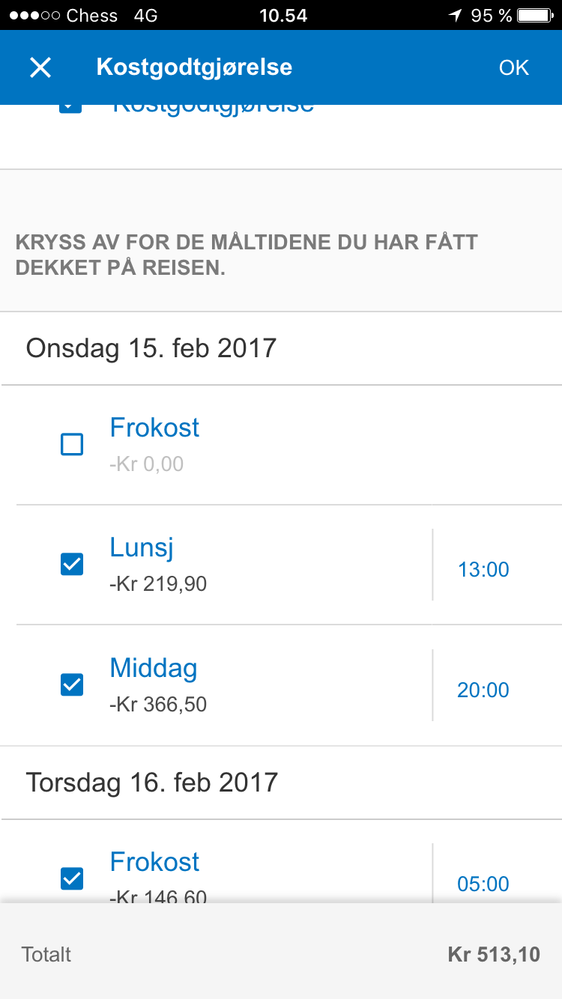 Chess 4G 10.54 95 %
Kostgodtgjørelse OK
Kostgodtgjørelse
KRYSS AV FOR DE MÅLTIDENE DU HAR FÅTT
DEKKET PÅ REISEN.
Onsdag 15. feb 2017
Frokost
-Kr 0,00
Lunsj
-Kr 219,90
13:00
Middag
-Kr 366,50
20:00
Torsdag 16. feb 2017
Frokost
-Kr 146,60
05:00
Totalt Kr 513,10